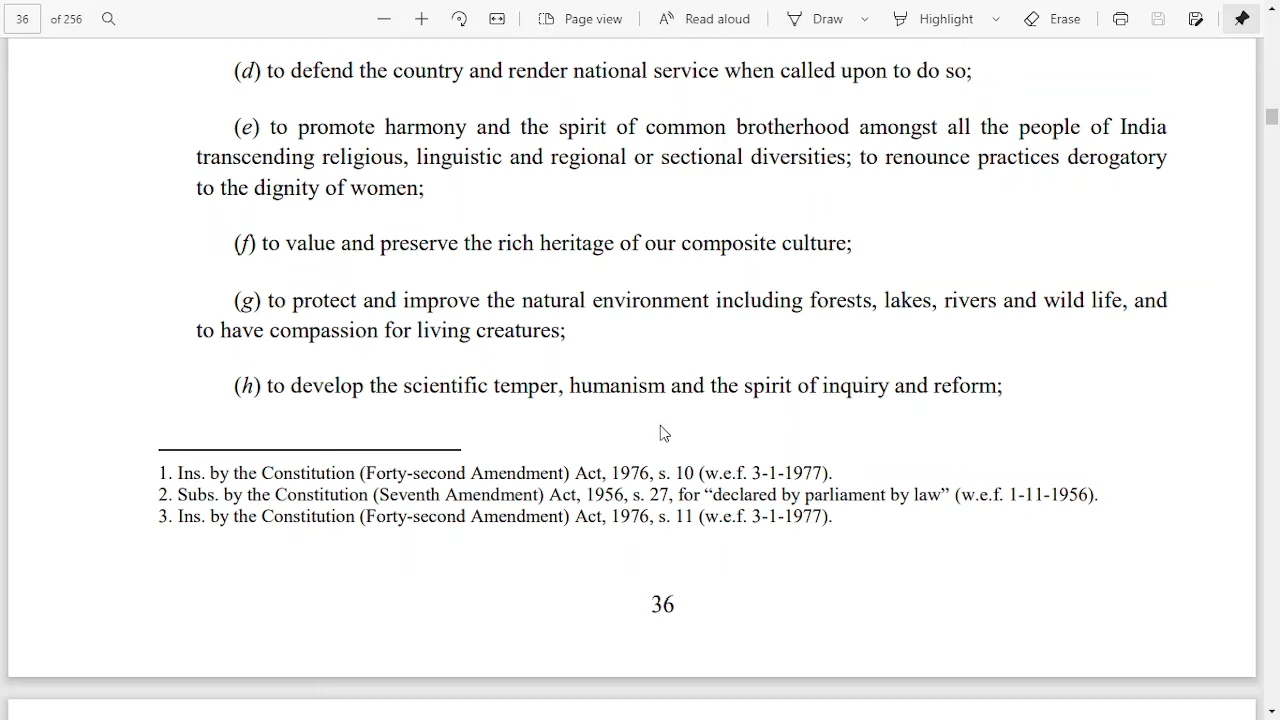 36 of 256 Page view Read aloud Draw Highlight Erase
(d) to defend the country and render national service when called upon to do so;
(e) to promote harmony and the spirit of common brotherhood amongst all the people of India
transcending religious, linguistic and regional or sectional diversities; to renounce practices derogatory
to the dignity of women;
(f) to value and preserve the rich heritage of our composite culture;
(g) to protect and improve the natural environment including forests, lakes, rivers and wild life, and
to have compassion for living creatures;
(h) to develop the scientific temper, humanism and the spirit of inquiry and reform;
1. Ins. by the Constitution (Forty-second Amendment) Act, 1976, s. 10 (w.e.f. 3-1-1977).
2. Subs. by the Constitution (Seventh Amendment) Act, 1956, s. 27, for “declared by parliament by law” (w.e.f. 1-11-1956).
3. Ins. by the Constitution (Forty-second Amendment) Act, 1976, s. 11 (w.e.f. 3-1-1977).
36